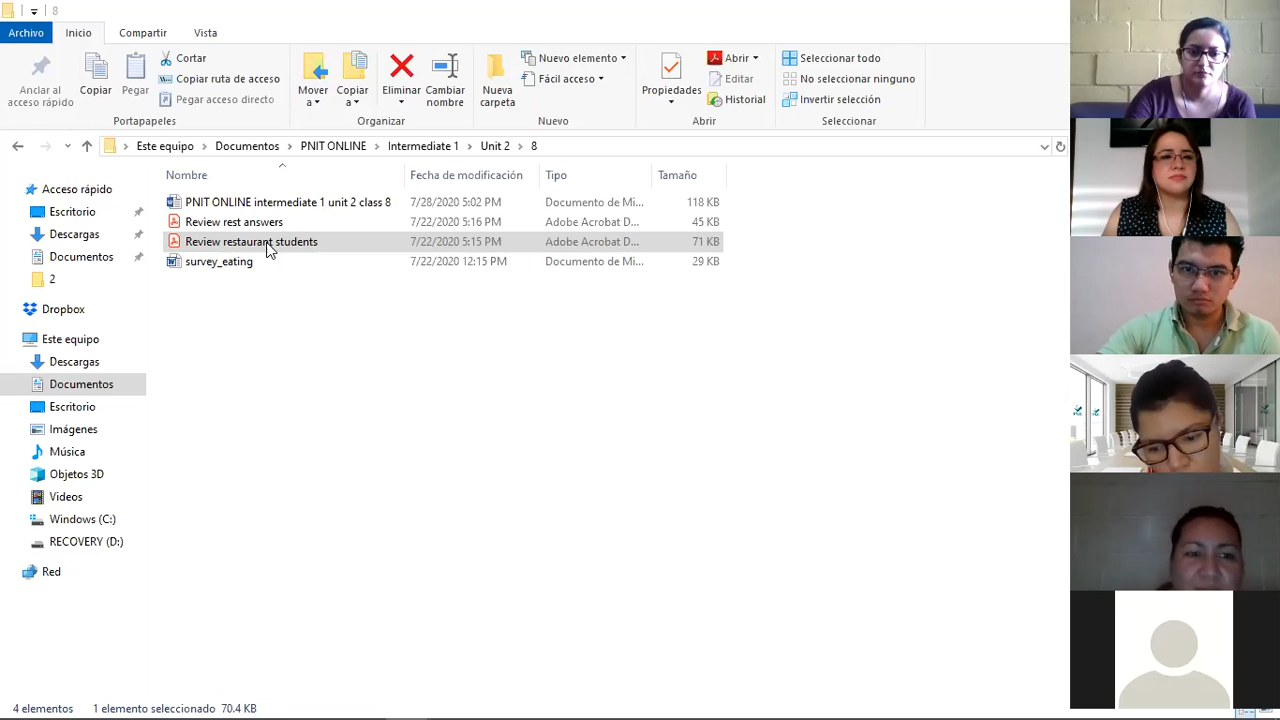 8
Archivo Inicio Compartir Vista
Anclar al acceso rápido
Copiar
Pegar
Cortar
Copiar ruta de acceso
Pegar acceso directo
Portapapeles
Mover a
Copiar a
Eliminar
Cambiar nombre
Organizar
Nueva carpeta
Nuevo elemento
Fácil acceso
Nuevo
Propiedades
Abrir
Editar
Historial
Abrir
Seleccionar todo
No seleccionar ninguno
Invertir selección
Seleccionar
Este equipo > Documentos > PNIT ONLINE > Intermediate 1 > Unit 2 > 8
Nombre Fecha de modificación Tipo Tamaño
PNIT ONLINE intermediate 1 unit 2 class 8 7/28/2020 5:02 PM Documento de Mi... 118 KB
Review rest answers 7/22/2020 5:16 PM Adobe Acrobat D... 45 KB
Review restaurant students 7/22/2020 5:15 PM Adobe Acrobat D... 71 KB
survey_eating 7/22/2020 12:15 PM Documento de Mi... 29 KB
Acceso rápido
Escritorio
Descargas
Documentos
2
Dropbox
Este equipo
Descargas
Documentos
Escritorio
Imágenes
Música
Objetos 3D
Videos
Windows (C:)
RECOVERY (D:)
Red
4 elementos 1 elemento seleccionado 70.4 KB